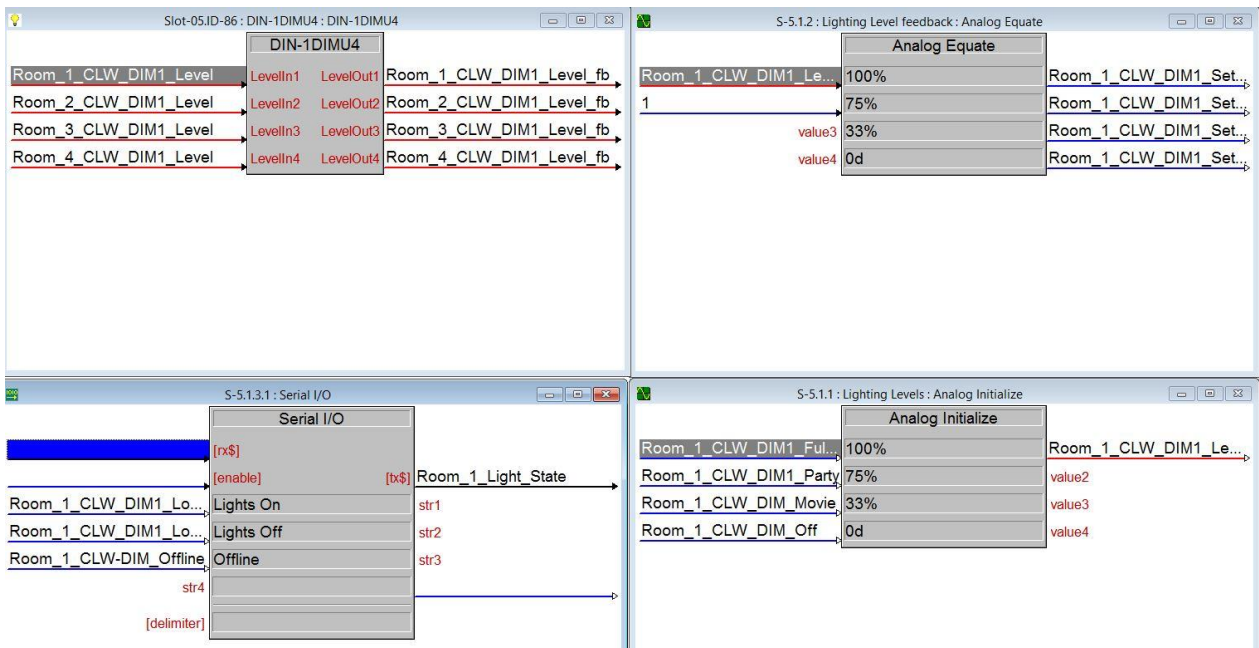 Slot-05.ID-86 : DIN-1DIMU4 : DIN-1DIMU4
DIN-1DIMU4
Room_1_CLW_DIM1_Level LevelIn1 LevelOut1 Room_1_CLW_DIM1_Level_fb
Room_2_CLW_DIM1_Level LevelIn2 LevelOut2 Room_2_CLW_DIM1_Level_fb
Room_3_CLW_DIM1_Level LevelIn3 LevelOut3 Room_3_CLW_DIM1_Level_fb
Room_4_CLW_DIM1_Level LevelIn4 LevelOut4 Room_4_CLW_DIM1_Level_fb
S-5.1.2 : Lighting Level feedback : Analog Equate
Analog Equate
Room_1_CLW_DIM1_Le... 100% Room_1_CLW_DIM1_Set...
1 75% Room_1_CLW_DIM1_Set...
value3 33% Room_1_CLW_DIM1_Set...
value4 0d Room_1_CLW_DIM1_Set...
S-5.1.3.1 : Serial I/O
Serial I/O
[rx$]
[enable] [tx$] Room_1_Light_State
Room_1_CLW_DIM1_Lo... Lights On str1
Room_1_CLW_DIM1_Lo... Lights Off str2
Room_1_CLW-DIM_Offline Offline str3
str4
[delimiter]
S-5.1.1 : Lighting Levels : Analog Initialize
Analog Initialize
Room_1_CLW_DIM1_Ful... 100% Room_1_CLW_DIM1_Le...
Room_1_CLW_DIM1_Party 75% value2
Room_1_CLW_DIM_Movie 33% value3
Room_1_CLW_DIM_Off 0d value4